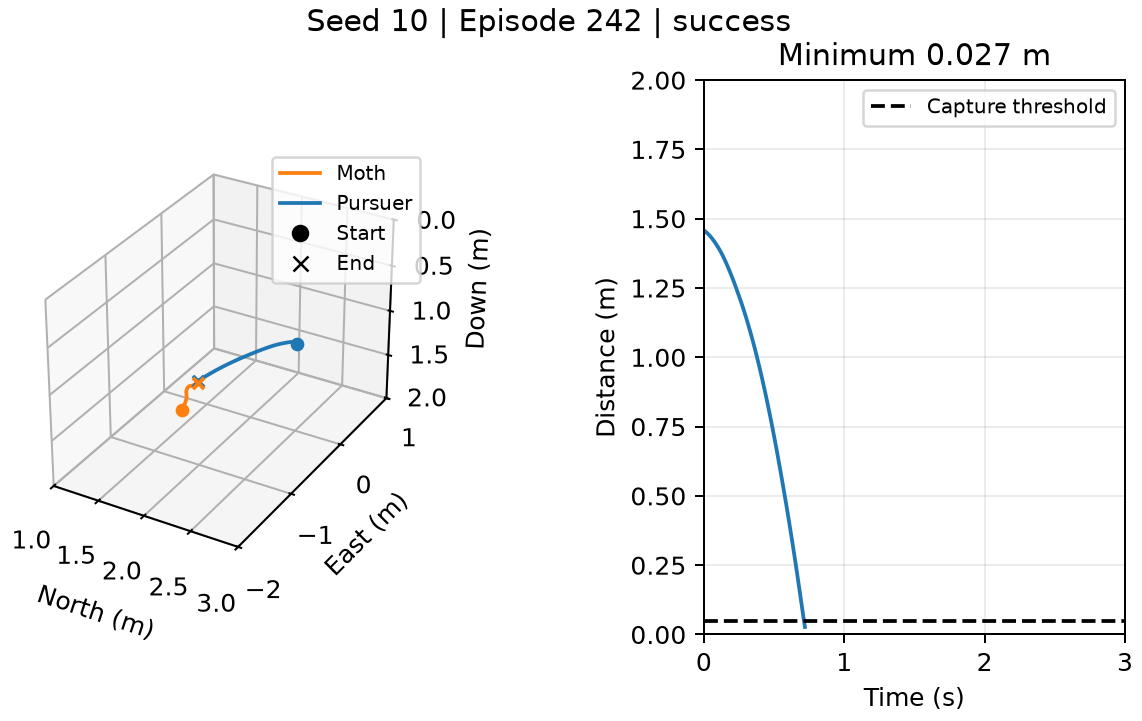 Seed 10 | Episode 242 | success
Minimum 0.027 m
Moth
Pursuer
Start
End
0.0
0.5
1.0
1.5
2.0
Down (m)
1
0
−1
−2
East (m)
1.0
1.5
2.0
2.5
3.0
North (m)
Capture threshold
2.00
1.75
1.50
1.25
1.00
0.75
0.50
0.25
0.00
Distance (m)
0 1 2 3
Time (s)